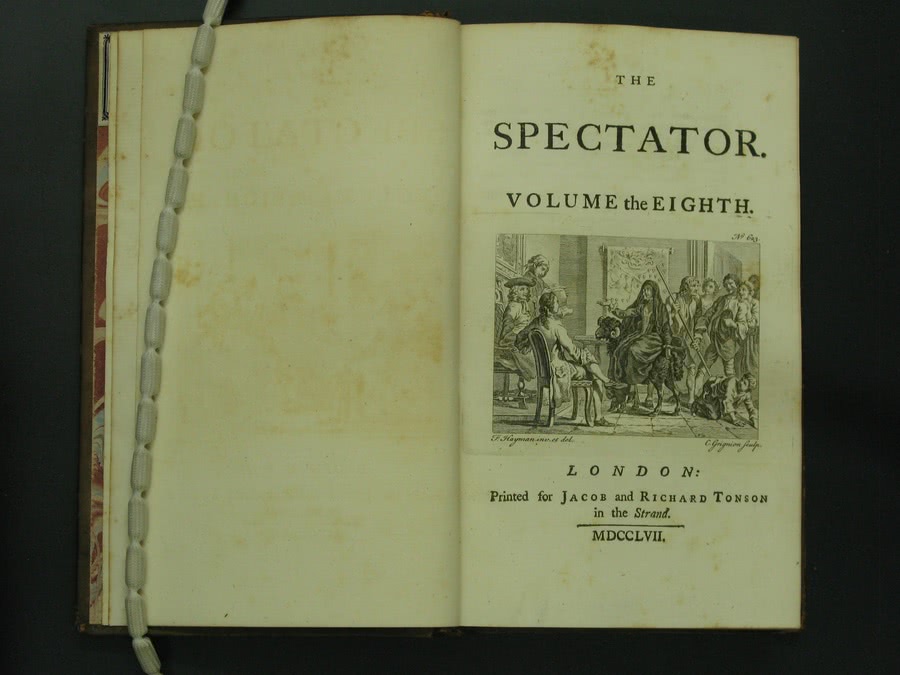 THE
SPECTATOR.
VOLUME the EIGHTH.
Nº 623
F. Hayman inv. et del.
C. Grignion sculp.
LONDON:
Printed for JACOB and RICHARD TONSON
in the Strand.
MDCCLVII.